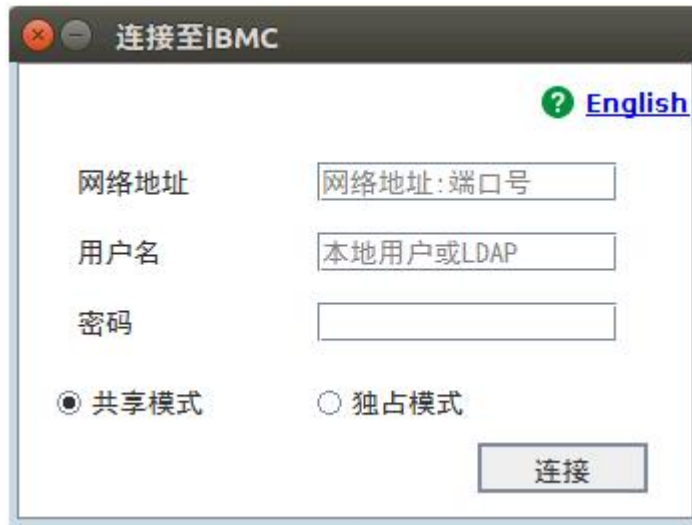 连接至iBMC
? English
网络地址 网络地址:端口号
用户名 本地用户或LDAP
密码
共享模式 独占模式
连接